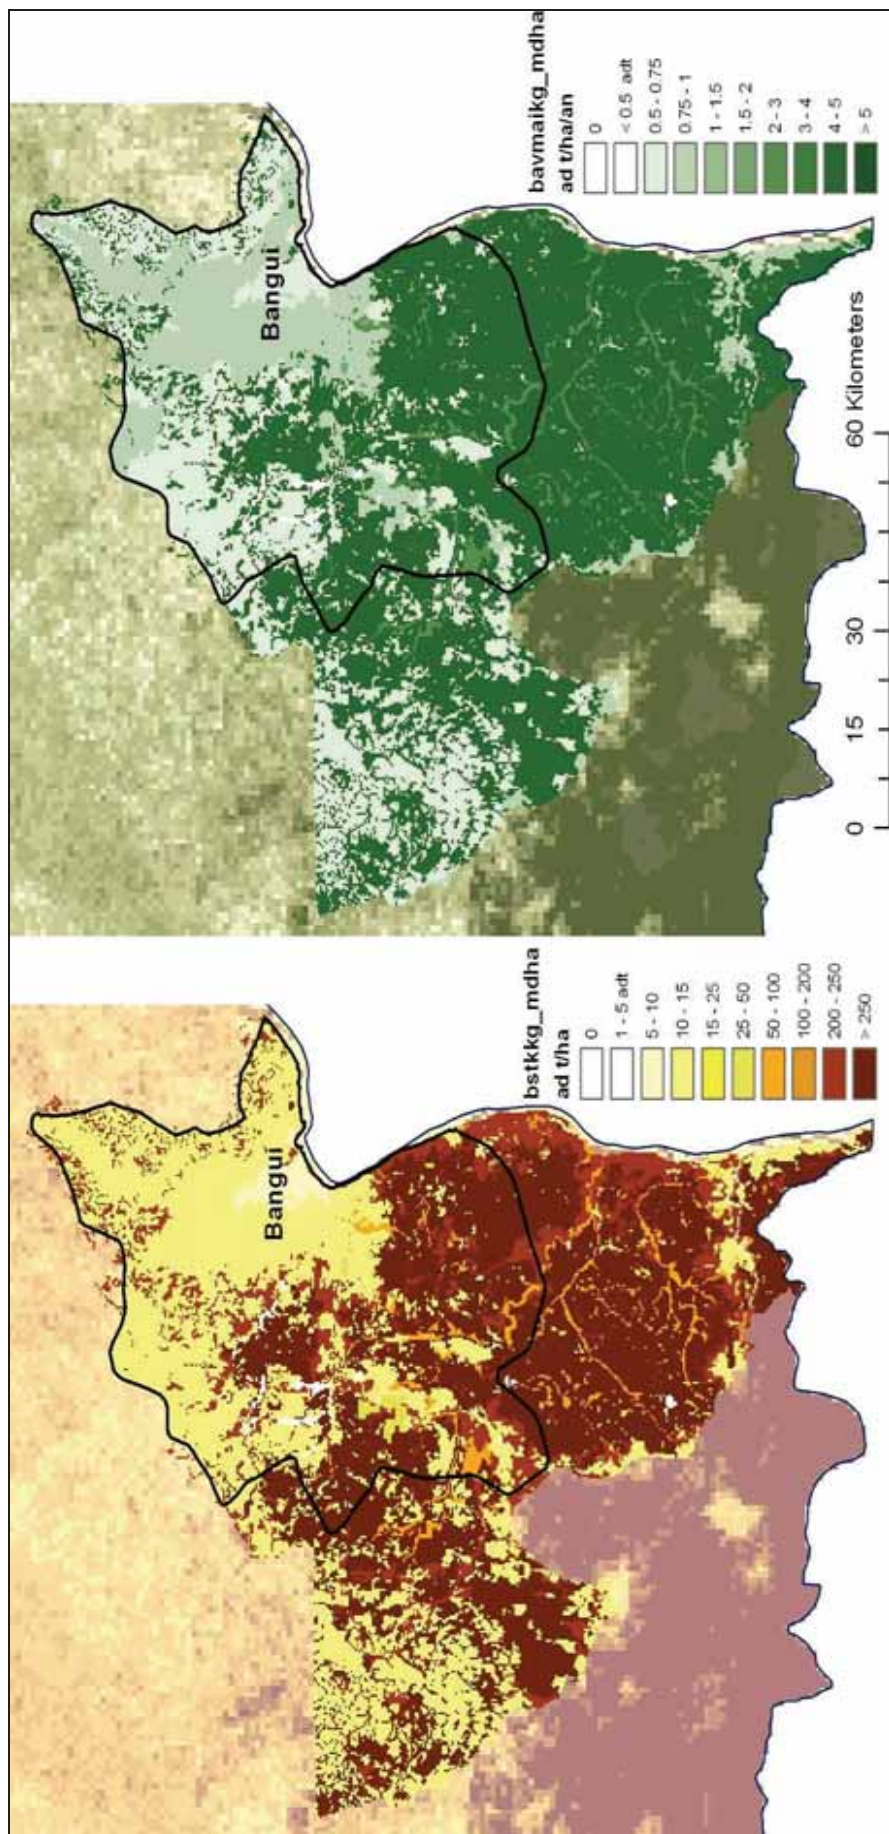 Bangui
bstkkg_mdha
ad t/ha
0
1 - 5 adt
5 - 10
10 - 15
15 - 25
25 - 50
50 - 100
100 - 200
200 - 250
> 250
Bangui
bavmaikg_mdha
ad t/ha/an
0
< 0.5 adt
0.5 - 0.75
0.75 - 1
1 - 1.5
1.5 - 2
2 - 3
3 - 4
4 - 5
> 5
0 15 30 60 Kilometers